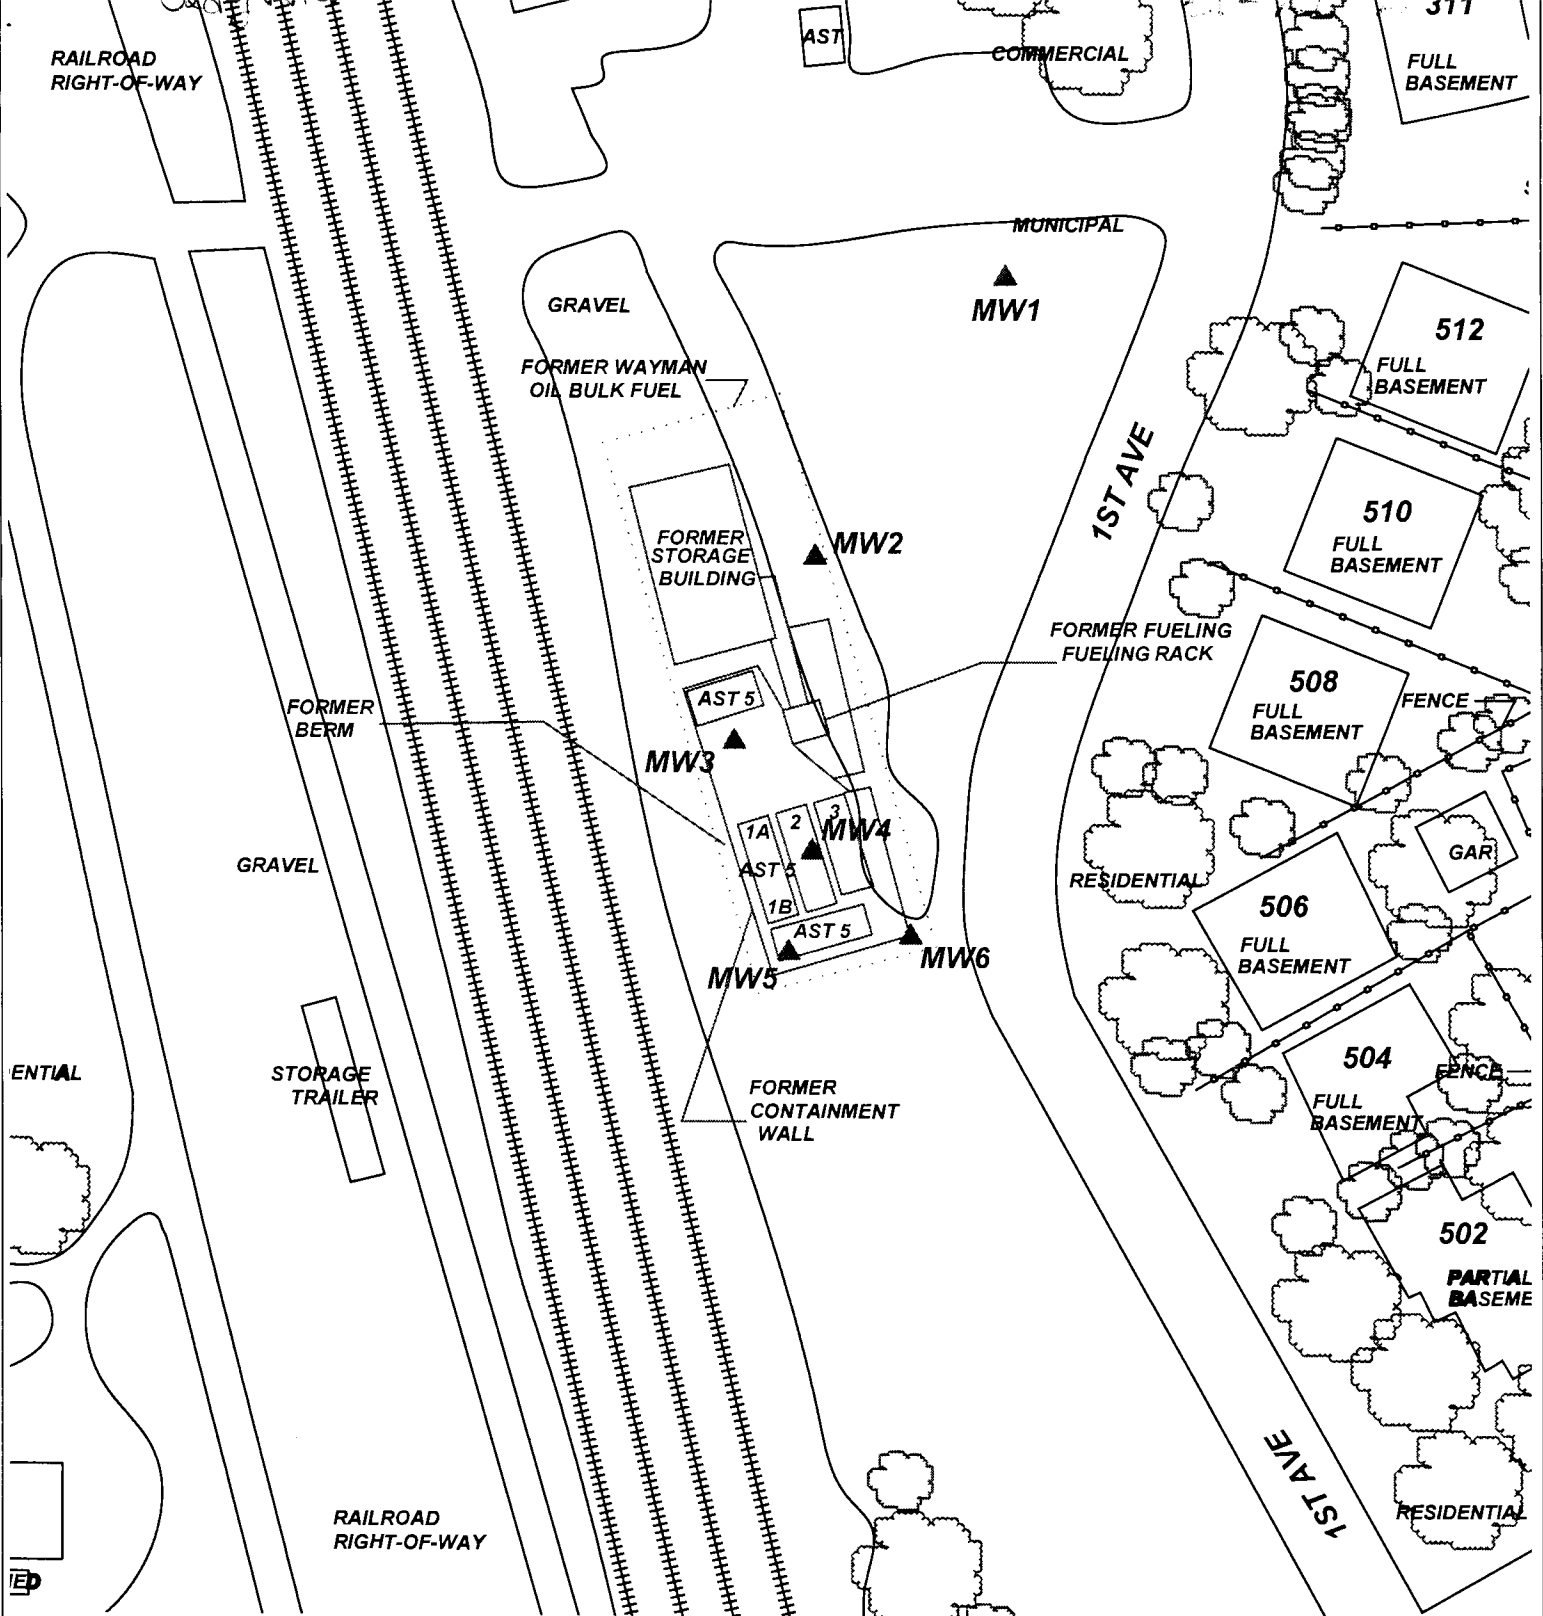 311
RAILROAD
RIGHT-OF-WAY
AST
COMMERCIAL
FULL
BASEMENT
MUNICIPAL
MW1
GRAVEL
512
FULL
BASEMENT
FORMER WAYMAN
OIL BULK FUEL
1ST AVE
510
FULL
BASEMENT
FORMER
STORAGE
BUILDING
MW2
FORMER FUELING
FUELING RACK
508
FULL
BASEMENT
FENCE
AST 5
FORMER
BERM
MW3
1A
2
3
MW4
AST 5
1B
AST 5
GRAVEL
RESIDENTIAL
GAR
506
FULL
BASEMENT
MW5
MW6
504
FULL
BASEMENT
FENCE
ENTIAL
STORAGE
TRAILER
FORMER
CONTAINMENT
WALL
502
PARTIAL
BASEME
1ST AVE
RESIDENTIAL
RAILROAD
RIGHT-OF-WAY